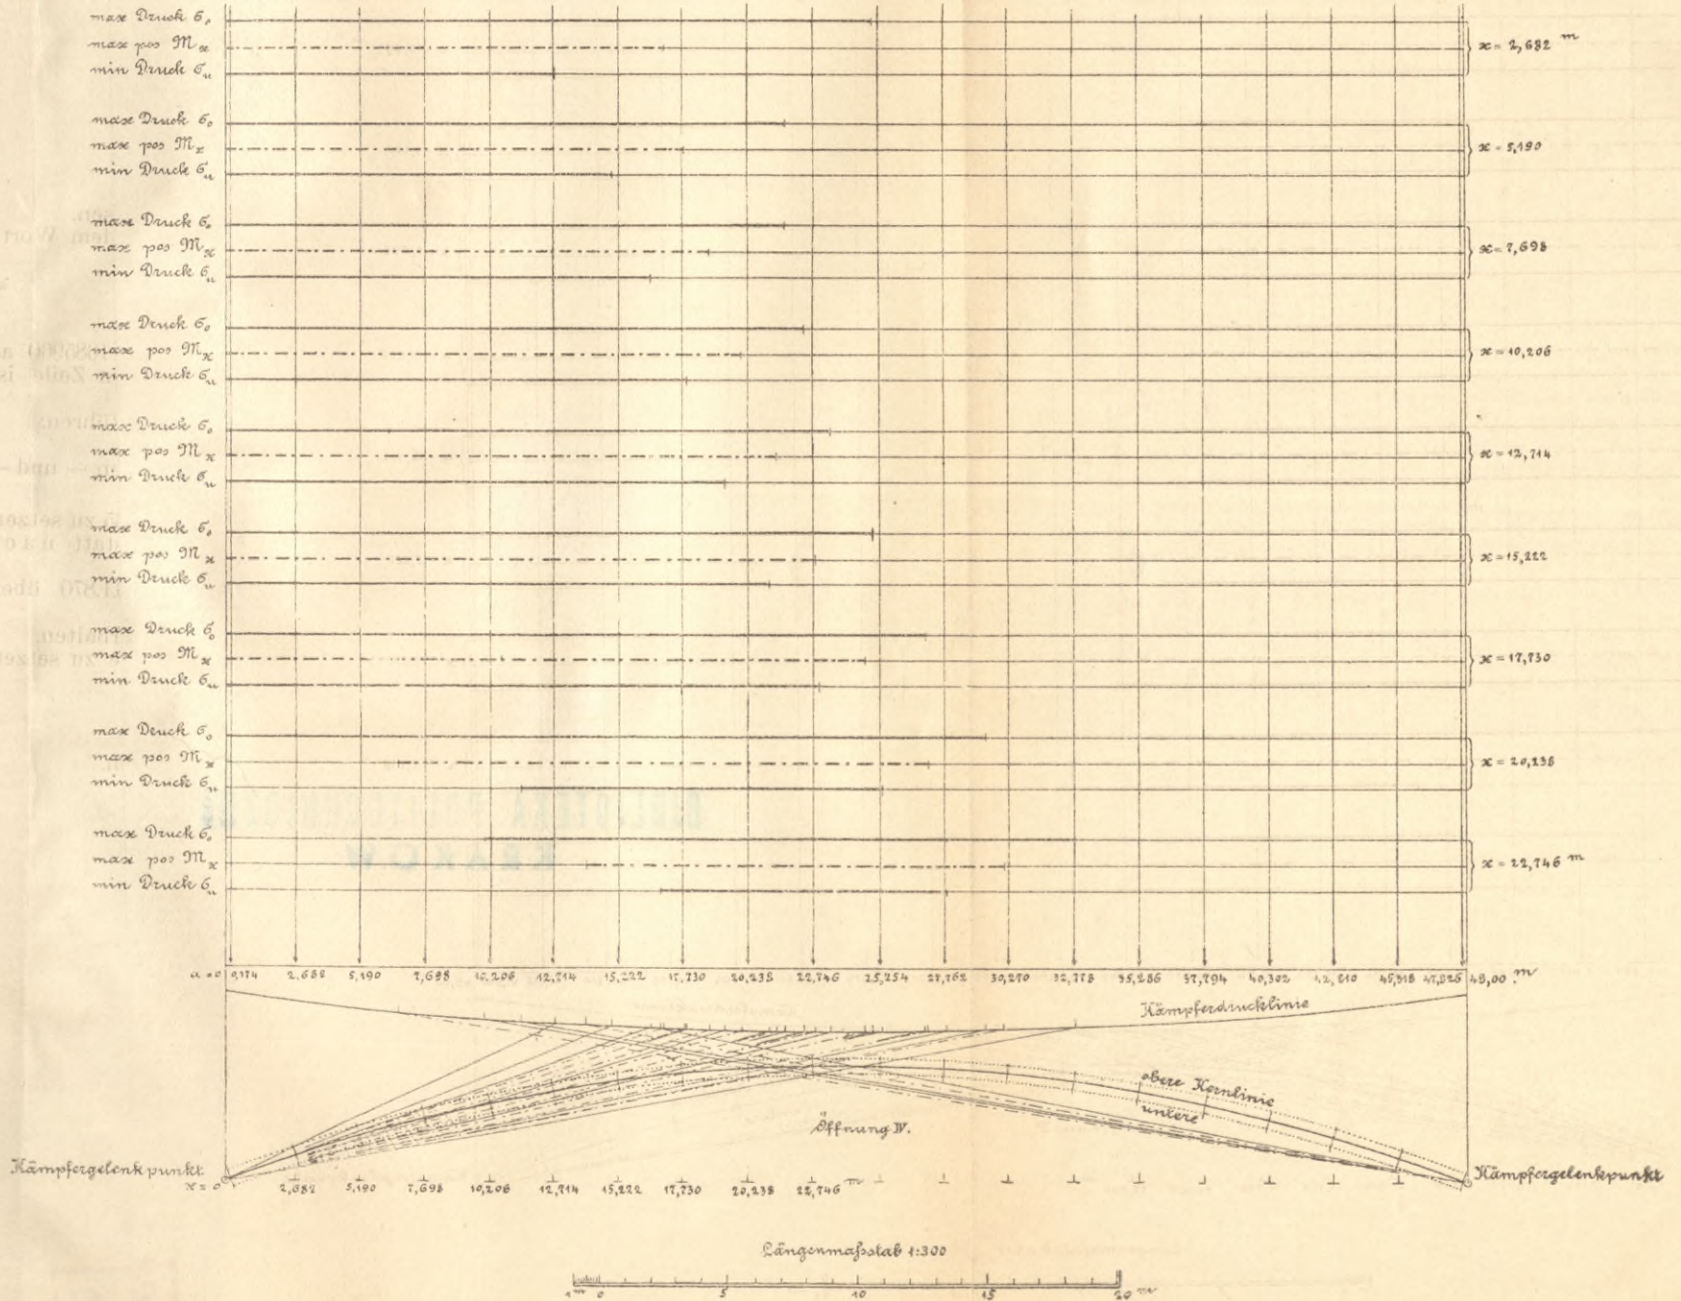 max Druck σo
max pos Mx
x = 2,682 m
min Druck σu
max Druck σo
max pos Mx
x = 5,190
min Druck σu
max Druck σo
max pos Mx
x = 7,698
min Druck σu
max Druck σo
max pos Mx
x = 10,206
min Druck σu
max Druck σo
max pos Mx
x = 12,714
min Druck σu
max Druck σo
max pos Mx
x = 15,222
min Druck σu
max Druck σo
max pos Mx
x = 17,730
min Druck σu
max Druck σo
max pos Mx
x = 20,238
min Druck σu
max Druck σo
max pos Mx
x = 22,746 m
min Druck σu
a = 0 0,174 2,682 5,190 7,698 10,206 12,714 15,222 17,730 20,238 22,746 25,254 27,762 30,270 32,778 35,286 37,794 40,302 42,810 45,318 47,826 48,00 m
Kämpferdrucklinie
obere Kernlinie
untere
Öffnung IV.
Kämpfergelenkpunkt
Kämpfergelenkpunkt
x = 0 2,682 5,190 7,698 10,206 12,714 15,222 17,730 20,238 22,746 m
Längenmaßstab 1:300
1 m 0 5 10 15 20 m